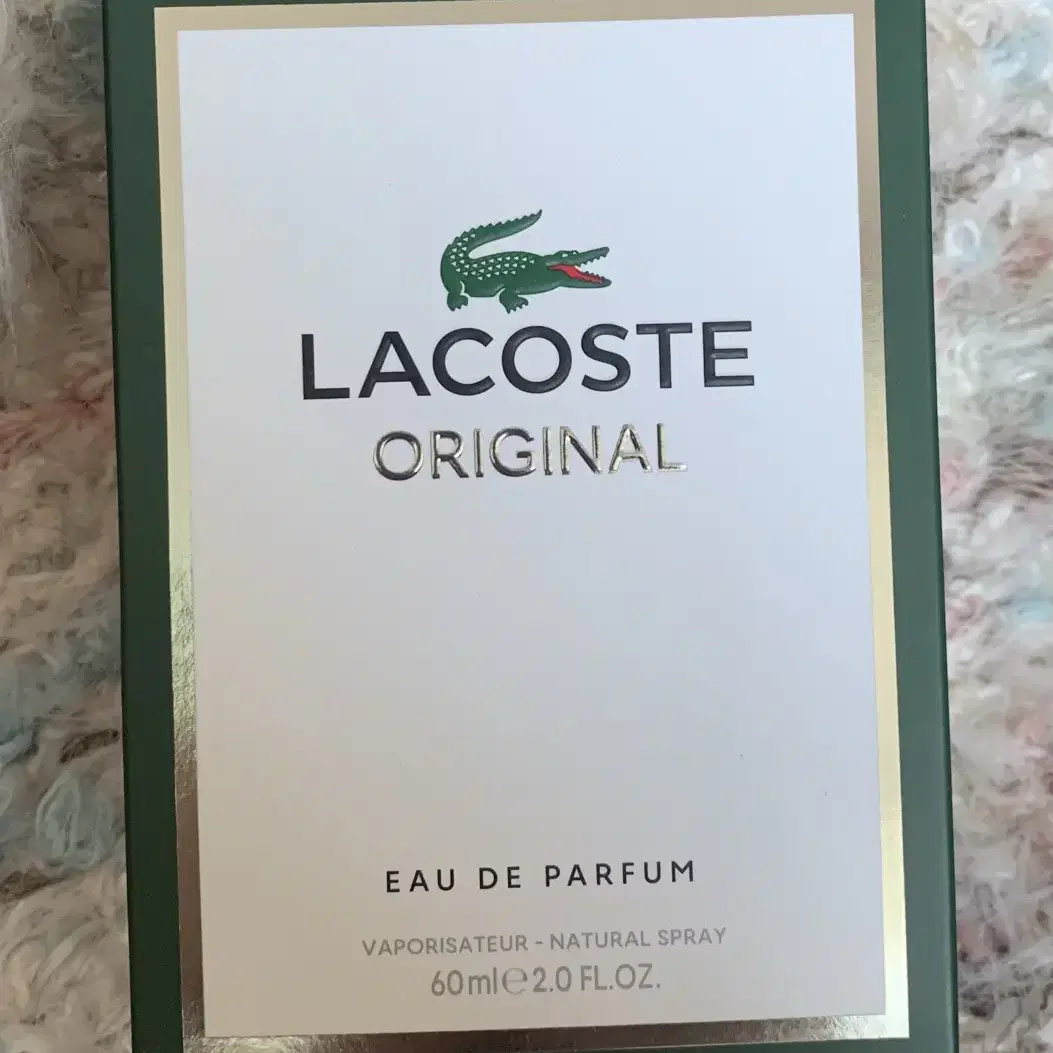 LACOSTE
ORIGINAL
EAU DE PARFUM
VAPORISATEUR - NATURAL SPRAY
60ml℮2.0 FL.OZ.